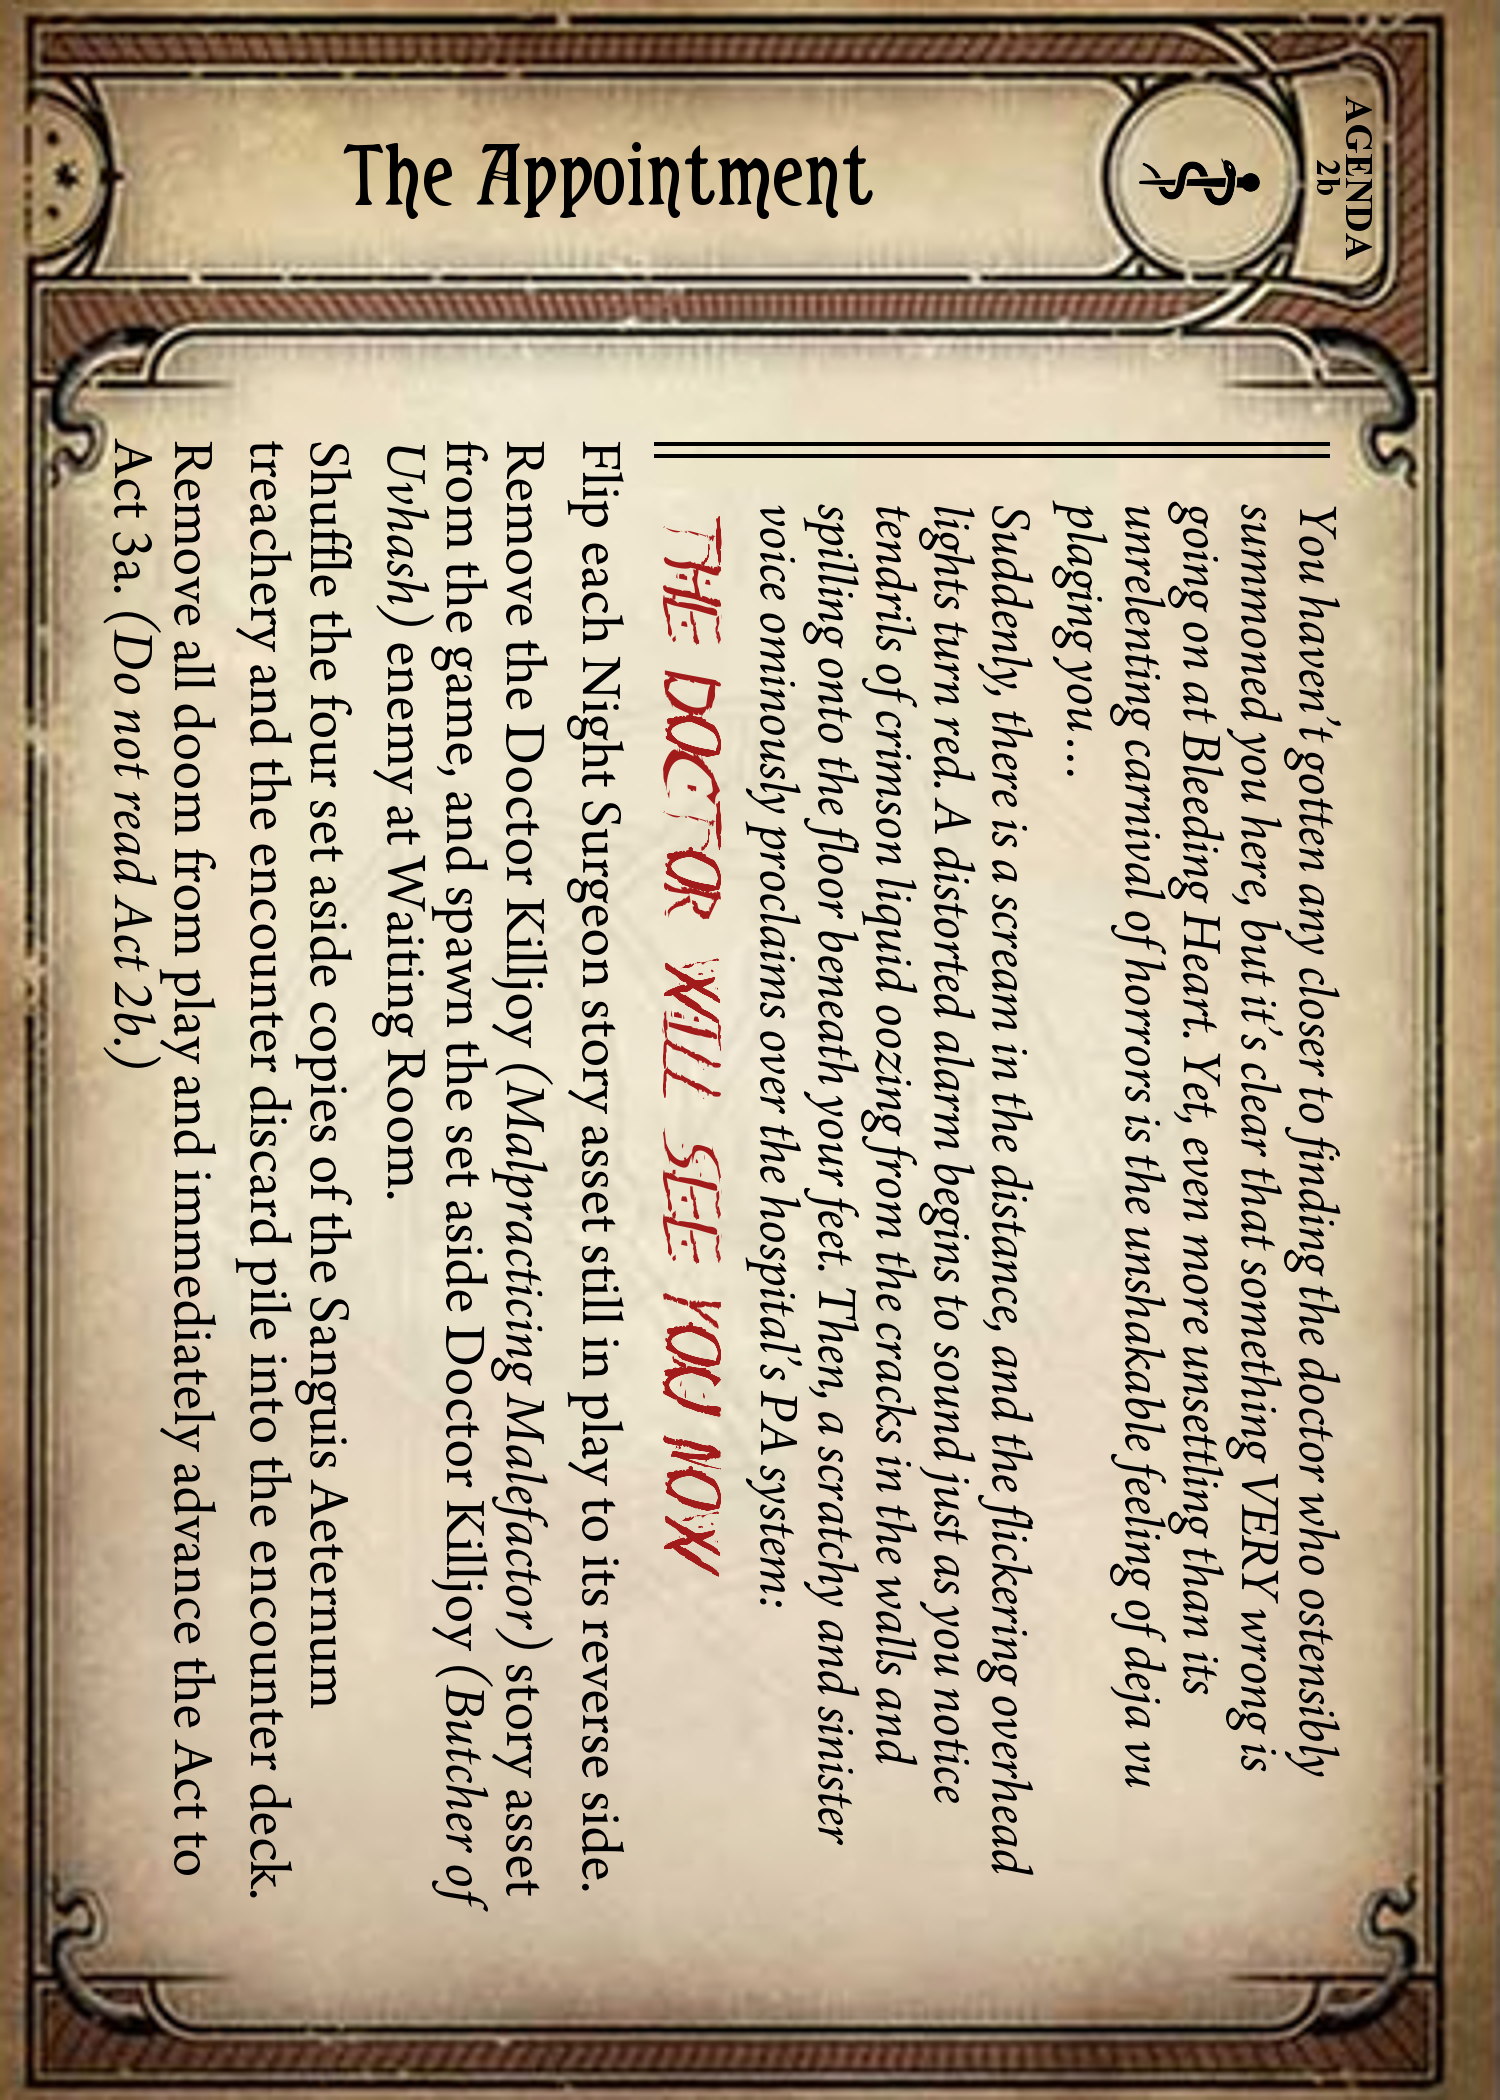 AGENDA
2b
The Appointment
You haven't gotten any closer to finding the doctor who ostensibly
summoned you here, but it's clear that something VERY wrong is
going on at Bleeding Heart. Yet, even more unsettling than its
unrelenting carnival of horrors is the unshakable feeling of deja vu
plaging you…
Suddenly, there is a scream in the distance, and the flickering overhead
lights turn red. A distorted alarm begins to sound just as you notice
tendrils of crimson liquid oozing from the cracks in the walls and
spilling onto the floor beneath your feet. Then, a scratchy and sinister
voice ominously proclaims over the hospital's PA system:
THE DOCTOR WILL SEE YOU NOW
Flip each Night Surgeon story asset still in play to its reverse side.
Remove the Doctor Killjoy (Malpracticing Malefactor) story asset
from the game, and spawn the set aside Doctor Killjoy (Butcher of
Uvhash) enemy at Waiting Room.
Shuffle the four set aside copies of the Sanguis Aeternum
treachery and the encounter discard pile into the encounter deck.
Remove all doom from play and immediately advance the Act to
Act 3a. (Do not read Act 2b.)